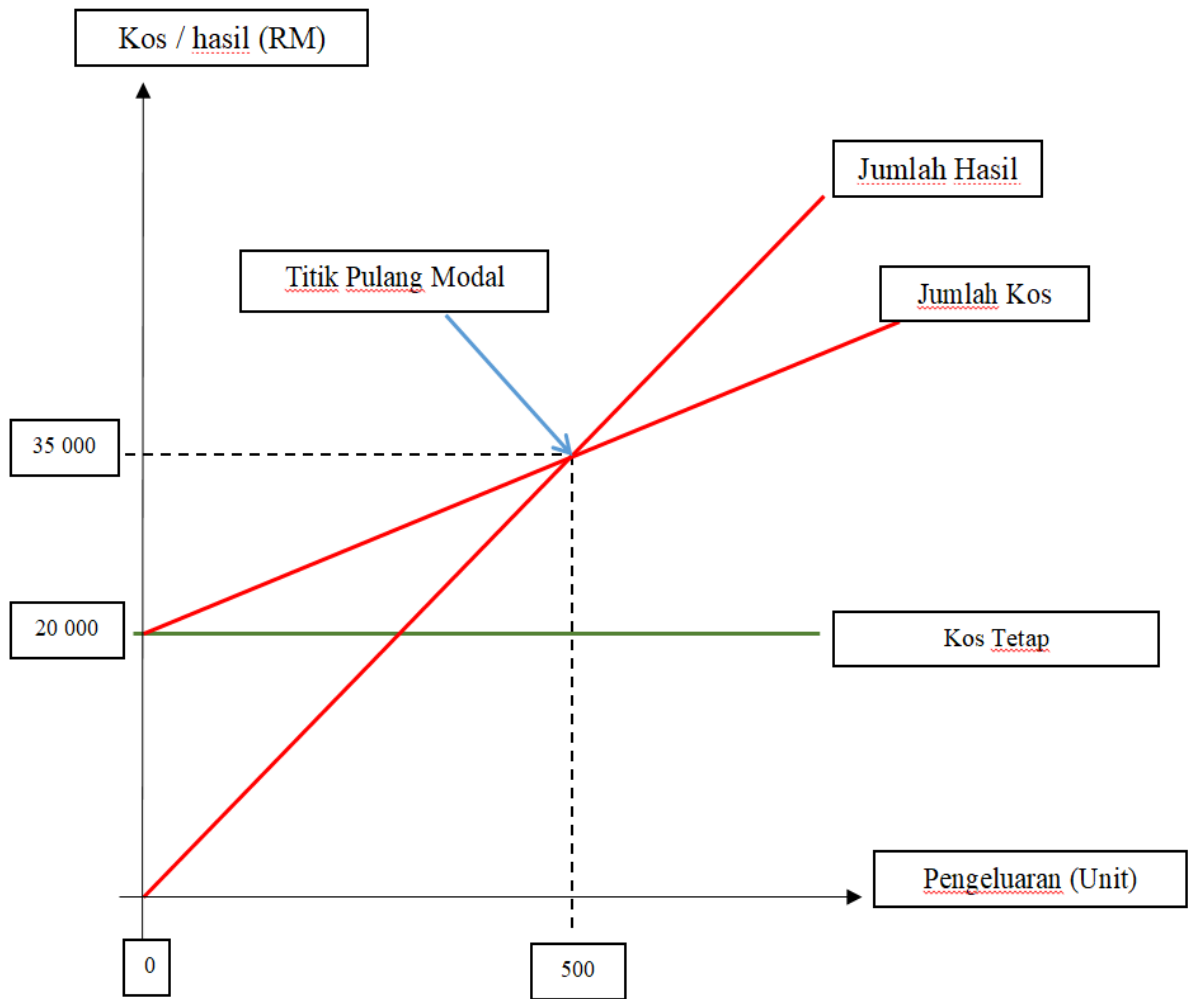 Kos / hasil (RM)
Jumlah Hasil
Titik Pulang Modal
Jumlah Kos
35 000
20 000
Kos Tetap
Pengeluaran (Unit)
0
500